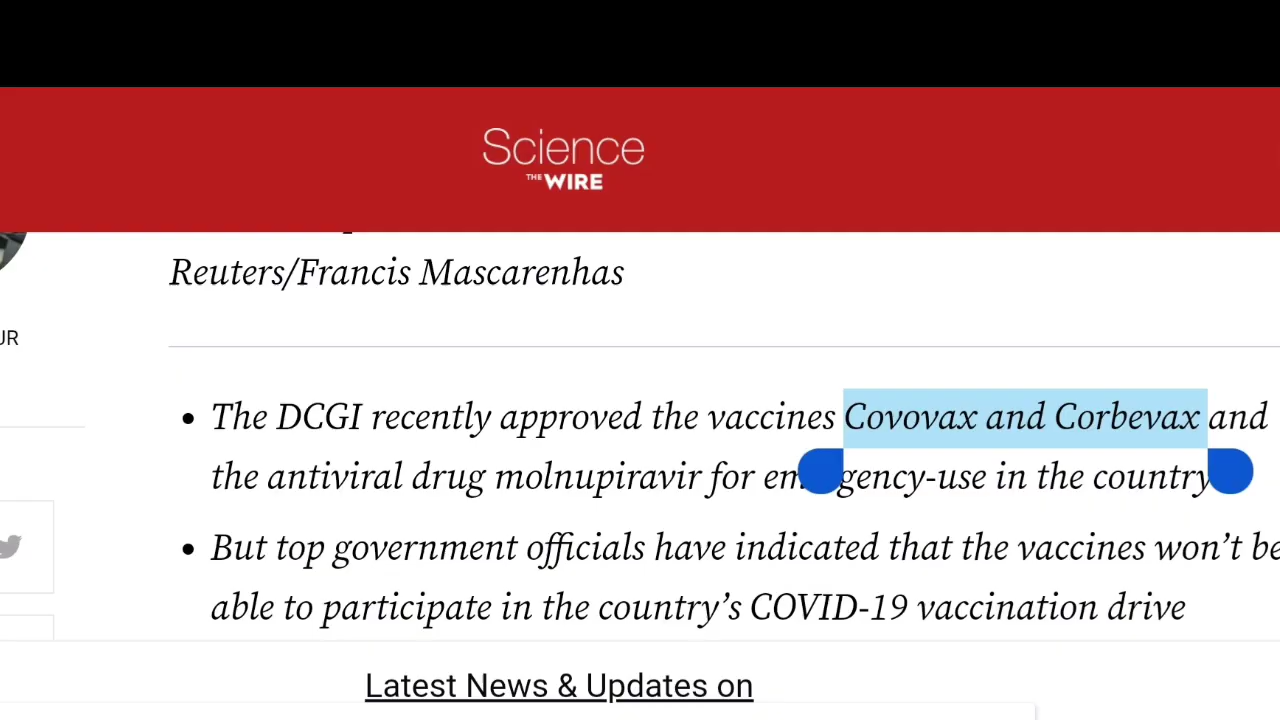 Science
THE WIRE
Reuters/Francis Mascarenhas
UR
• The DCGI recently approved the vaccines Covovax and Corbevax and
the antiviral drug molnupiravir for emergency-use in the country
• But top government officials have indicated that the vaccines won’t be
able to participate in the country’s COVID-19 vaccination drive
Latest News & Updates on